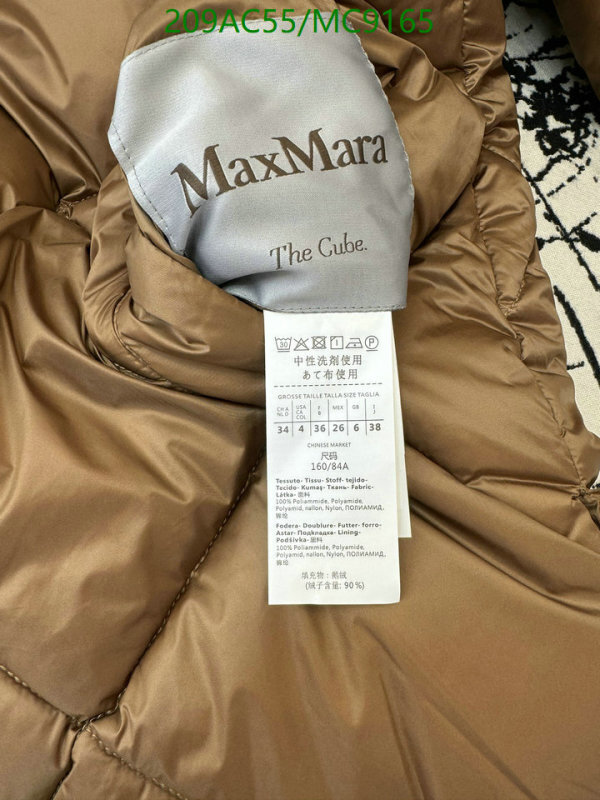 209AC55/MC9165
MaxMara
The Cube.
30
中性洗剤使用
あて布使用
GROSSE TAILLE TALLA SIZE TAGLIA
34 4 36 26 6 38
CHINESE MARKET
尺码
160/84A
Tessuto- Tissu- Stoff- tejido-
Tecido- Kumaş- Ткань- Fabric-
Látka- 面料
100% Poliammide, Polyamide,
Polyamid, nailon, Nylon, ПОЛИАМИД,
锦纶
Fodera- Doublure- Futter- forro-
Astar- Подкладка- Lining-
Podšívka- 里料
100% Poliammide, Polyamide,
Polyamid, nailon, Nylon, ПОЛИАМИД,
锦纶
填充物：鹅绒
(绒子含量: 90%)